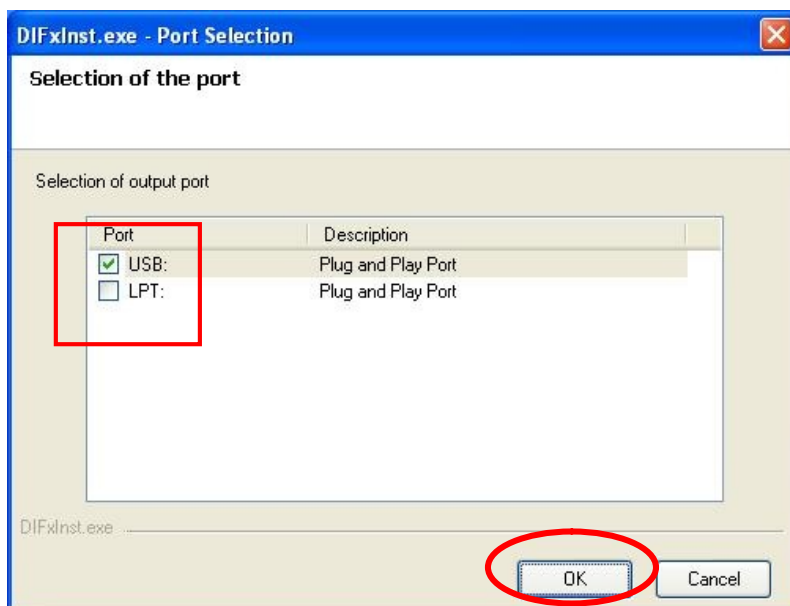 DIFxInst.exe - Port Selection
Selection of the port
Selection of output port
Port Description
USB: Plug and Play Port
LPT: Plug and Play Port
DIFxInst.exe
OK Cancel